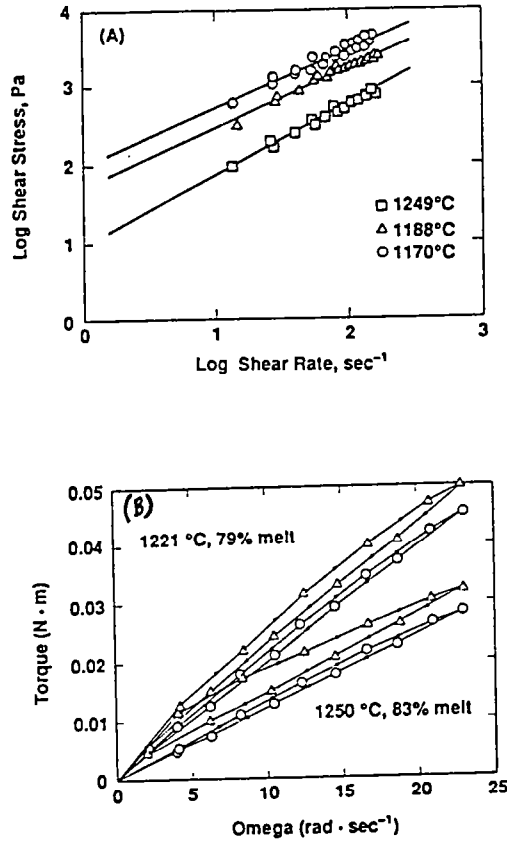 (A)
4
3
2
1
0
Log Shear Stress, Pa
□ 1249°C
△ 1188°C
○ 1170°C
0 1 2 3
Log Shear Rate, sec⁻¹
(B)
0.05
0.04
0.03
0.02
0.01
0
Torque (N · m)
1221 °C, 79% melt
1250 °C, 83% melt
0 5 10 15 20 25
Omega (rad · sec⁻¹)